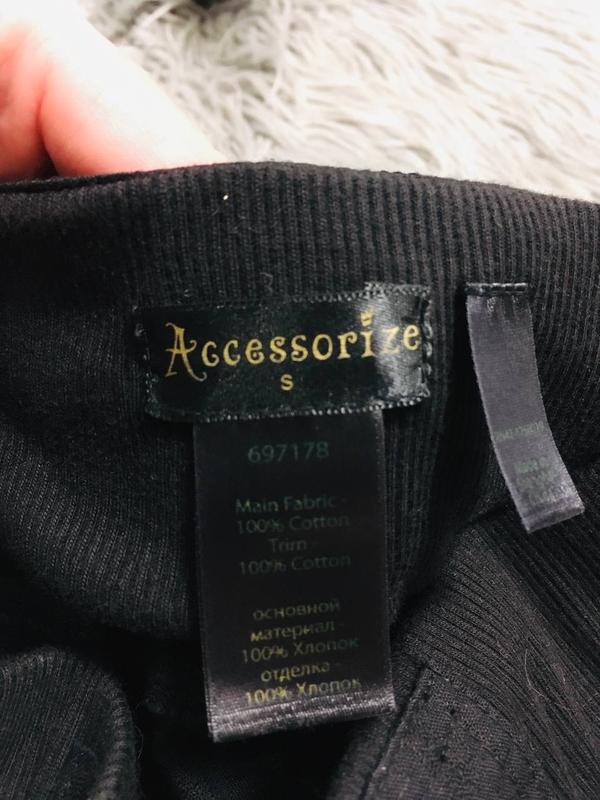 Accessorize
S
697178
Main Fabric -
100% Cotton
Trim -
100% Cotton
основной
материал -
100% Хлопок
отделка -
100% Хлопок